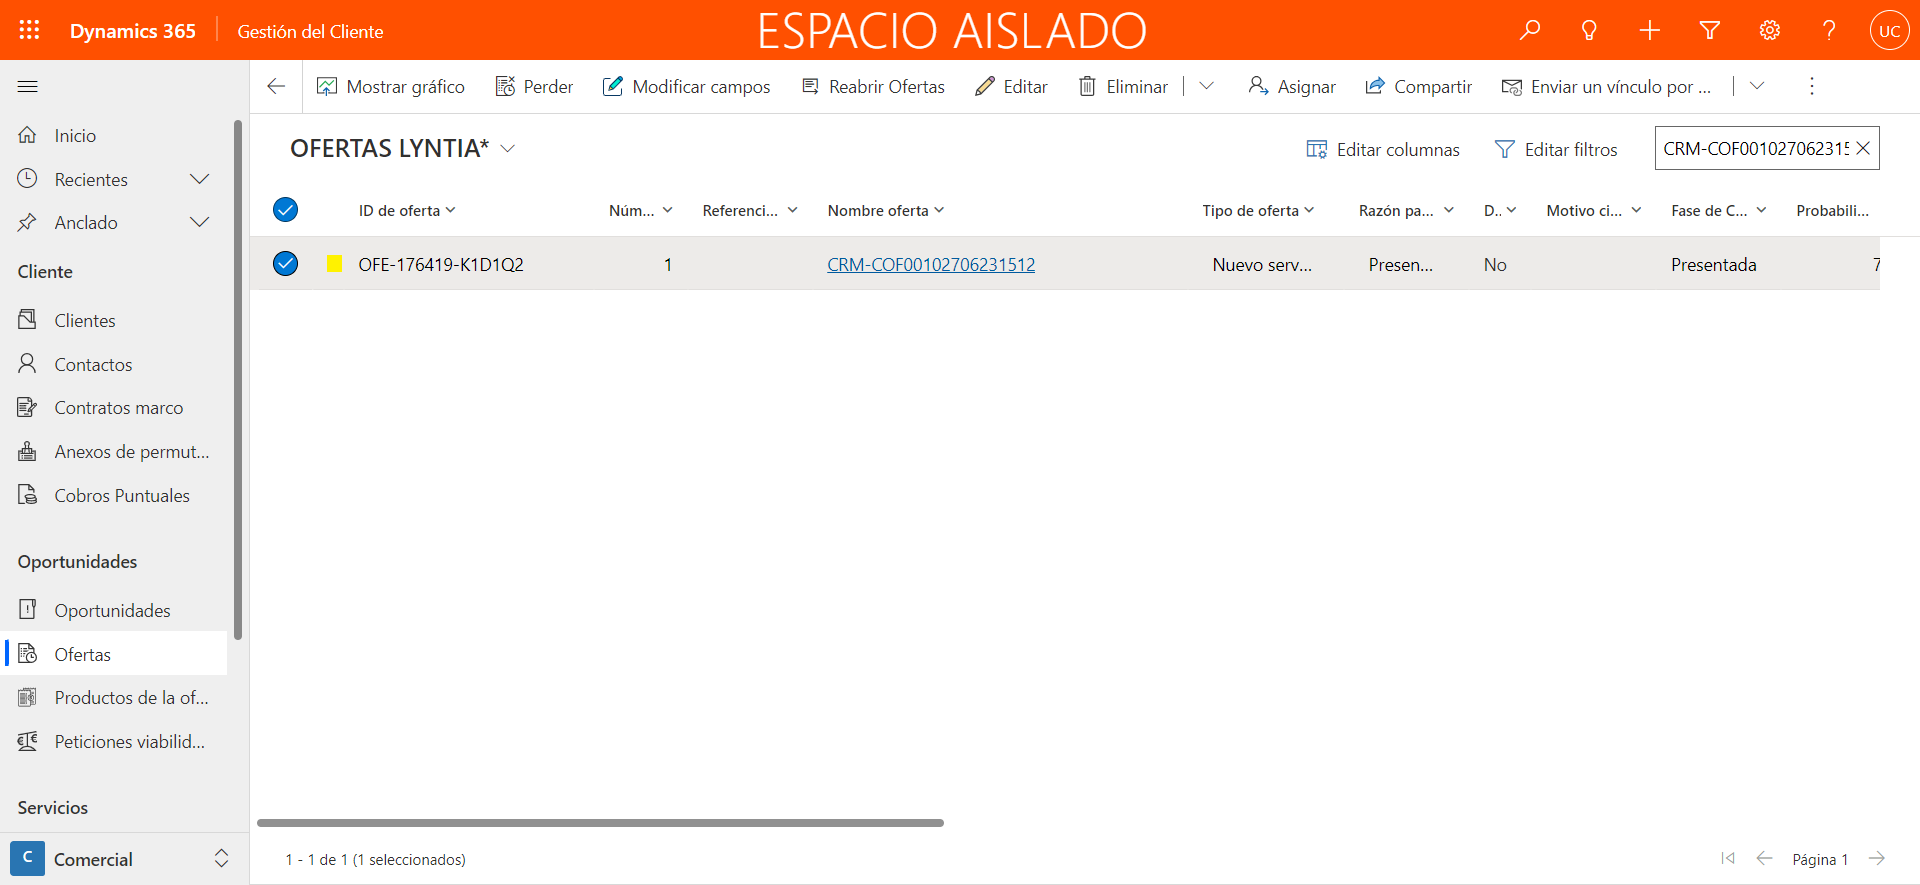 Dynamics 365
Gestión del Cliente
ESPACIO AISLADO
UC
Mostrar gráfico
Perder
Modificar campos
Reabrir Ofertas
Editar
Eliminar
Asignar
Compartir
Enviar un vínculo por ...
Inicio
Recientes
Anclado
Cliente
Clientes
Contactos
Contratos marco
Anexos de permut...
Cobros Puntuales
Oportunidades
Oportunidades
Ofertas
Productos de la of...
Peticiones viabilid...
Servicios
C
Comercial
OFERTAS LYNTIA*
Editar columnas
Editar filtros
CRM-COF001027062315
ID de oferta
Núm...
Referenci...
Nombre oferta
Tipo de oferta
Razón pa...
D..
Motivo ci...
Fase de C...
Probabili...
OFE-176419-K1D1Q2
1
CRM-COF00102706231512
Nuevo serv...
Presen...
No
Presentada
7
1 - 1 de 1 (1 seleccionados)
Página 1